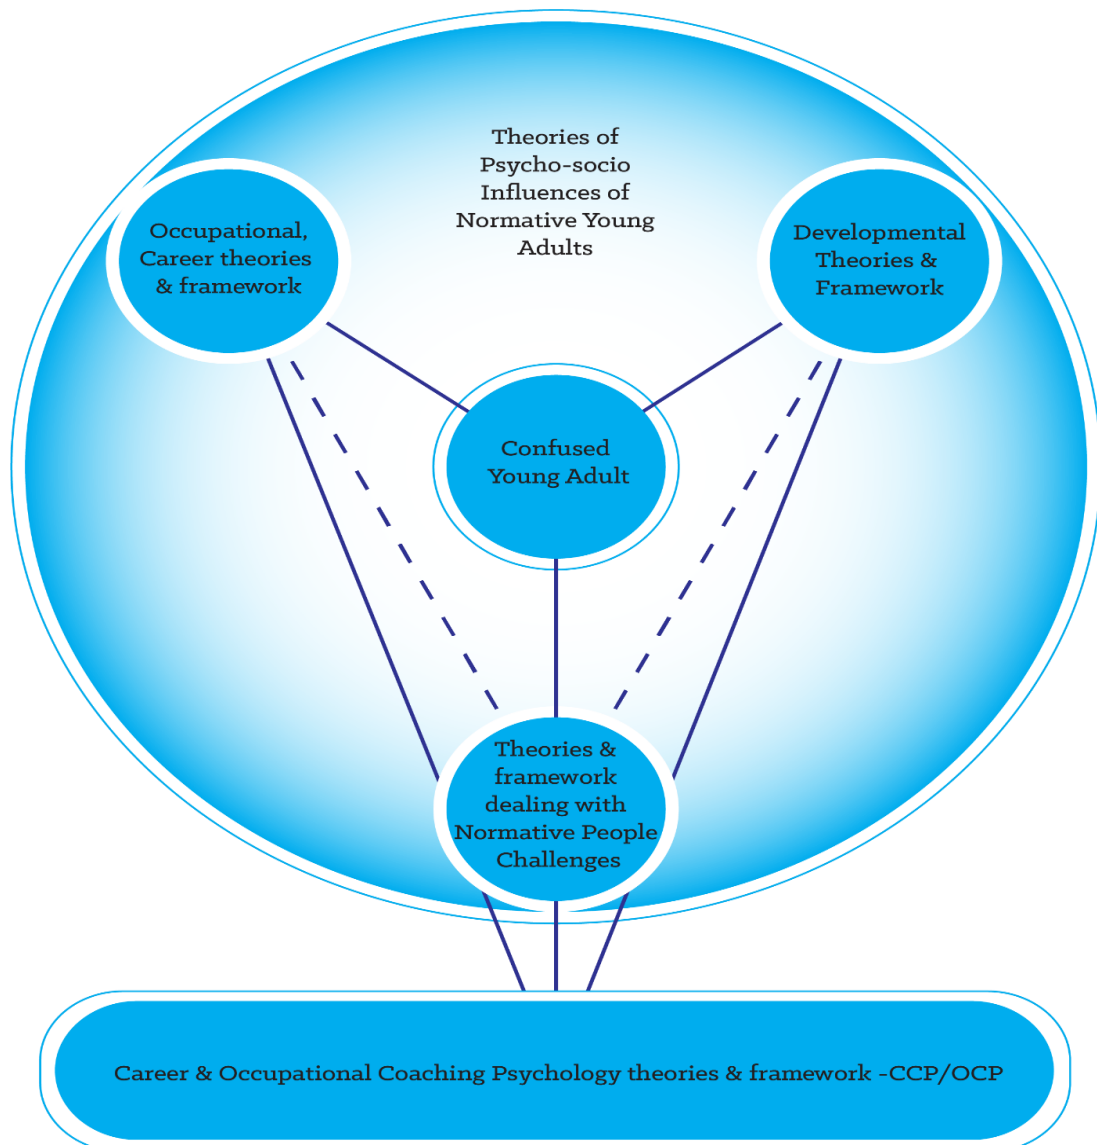 Theories of
Psycho-socio
Influences of
Normative Young
Adults
Occupational,
Career theories
& framework
Developmental
Theories &
Framework
Confused
Young Adult
Theories &
framework
dealing with
Normative People
Challenges
Career & Occupational Coaching Psychology theories & framework -CCP/OCP